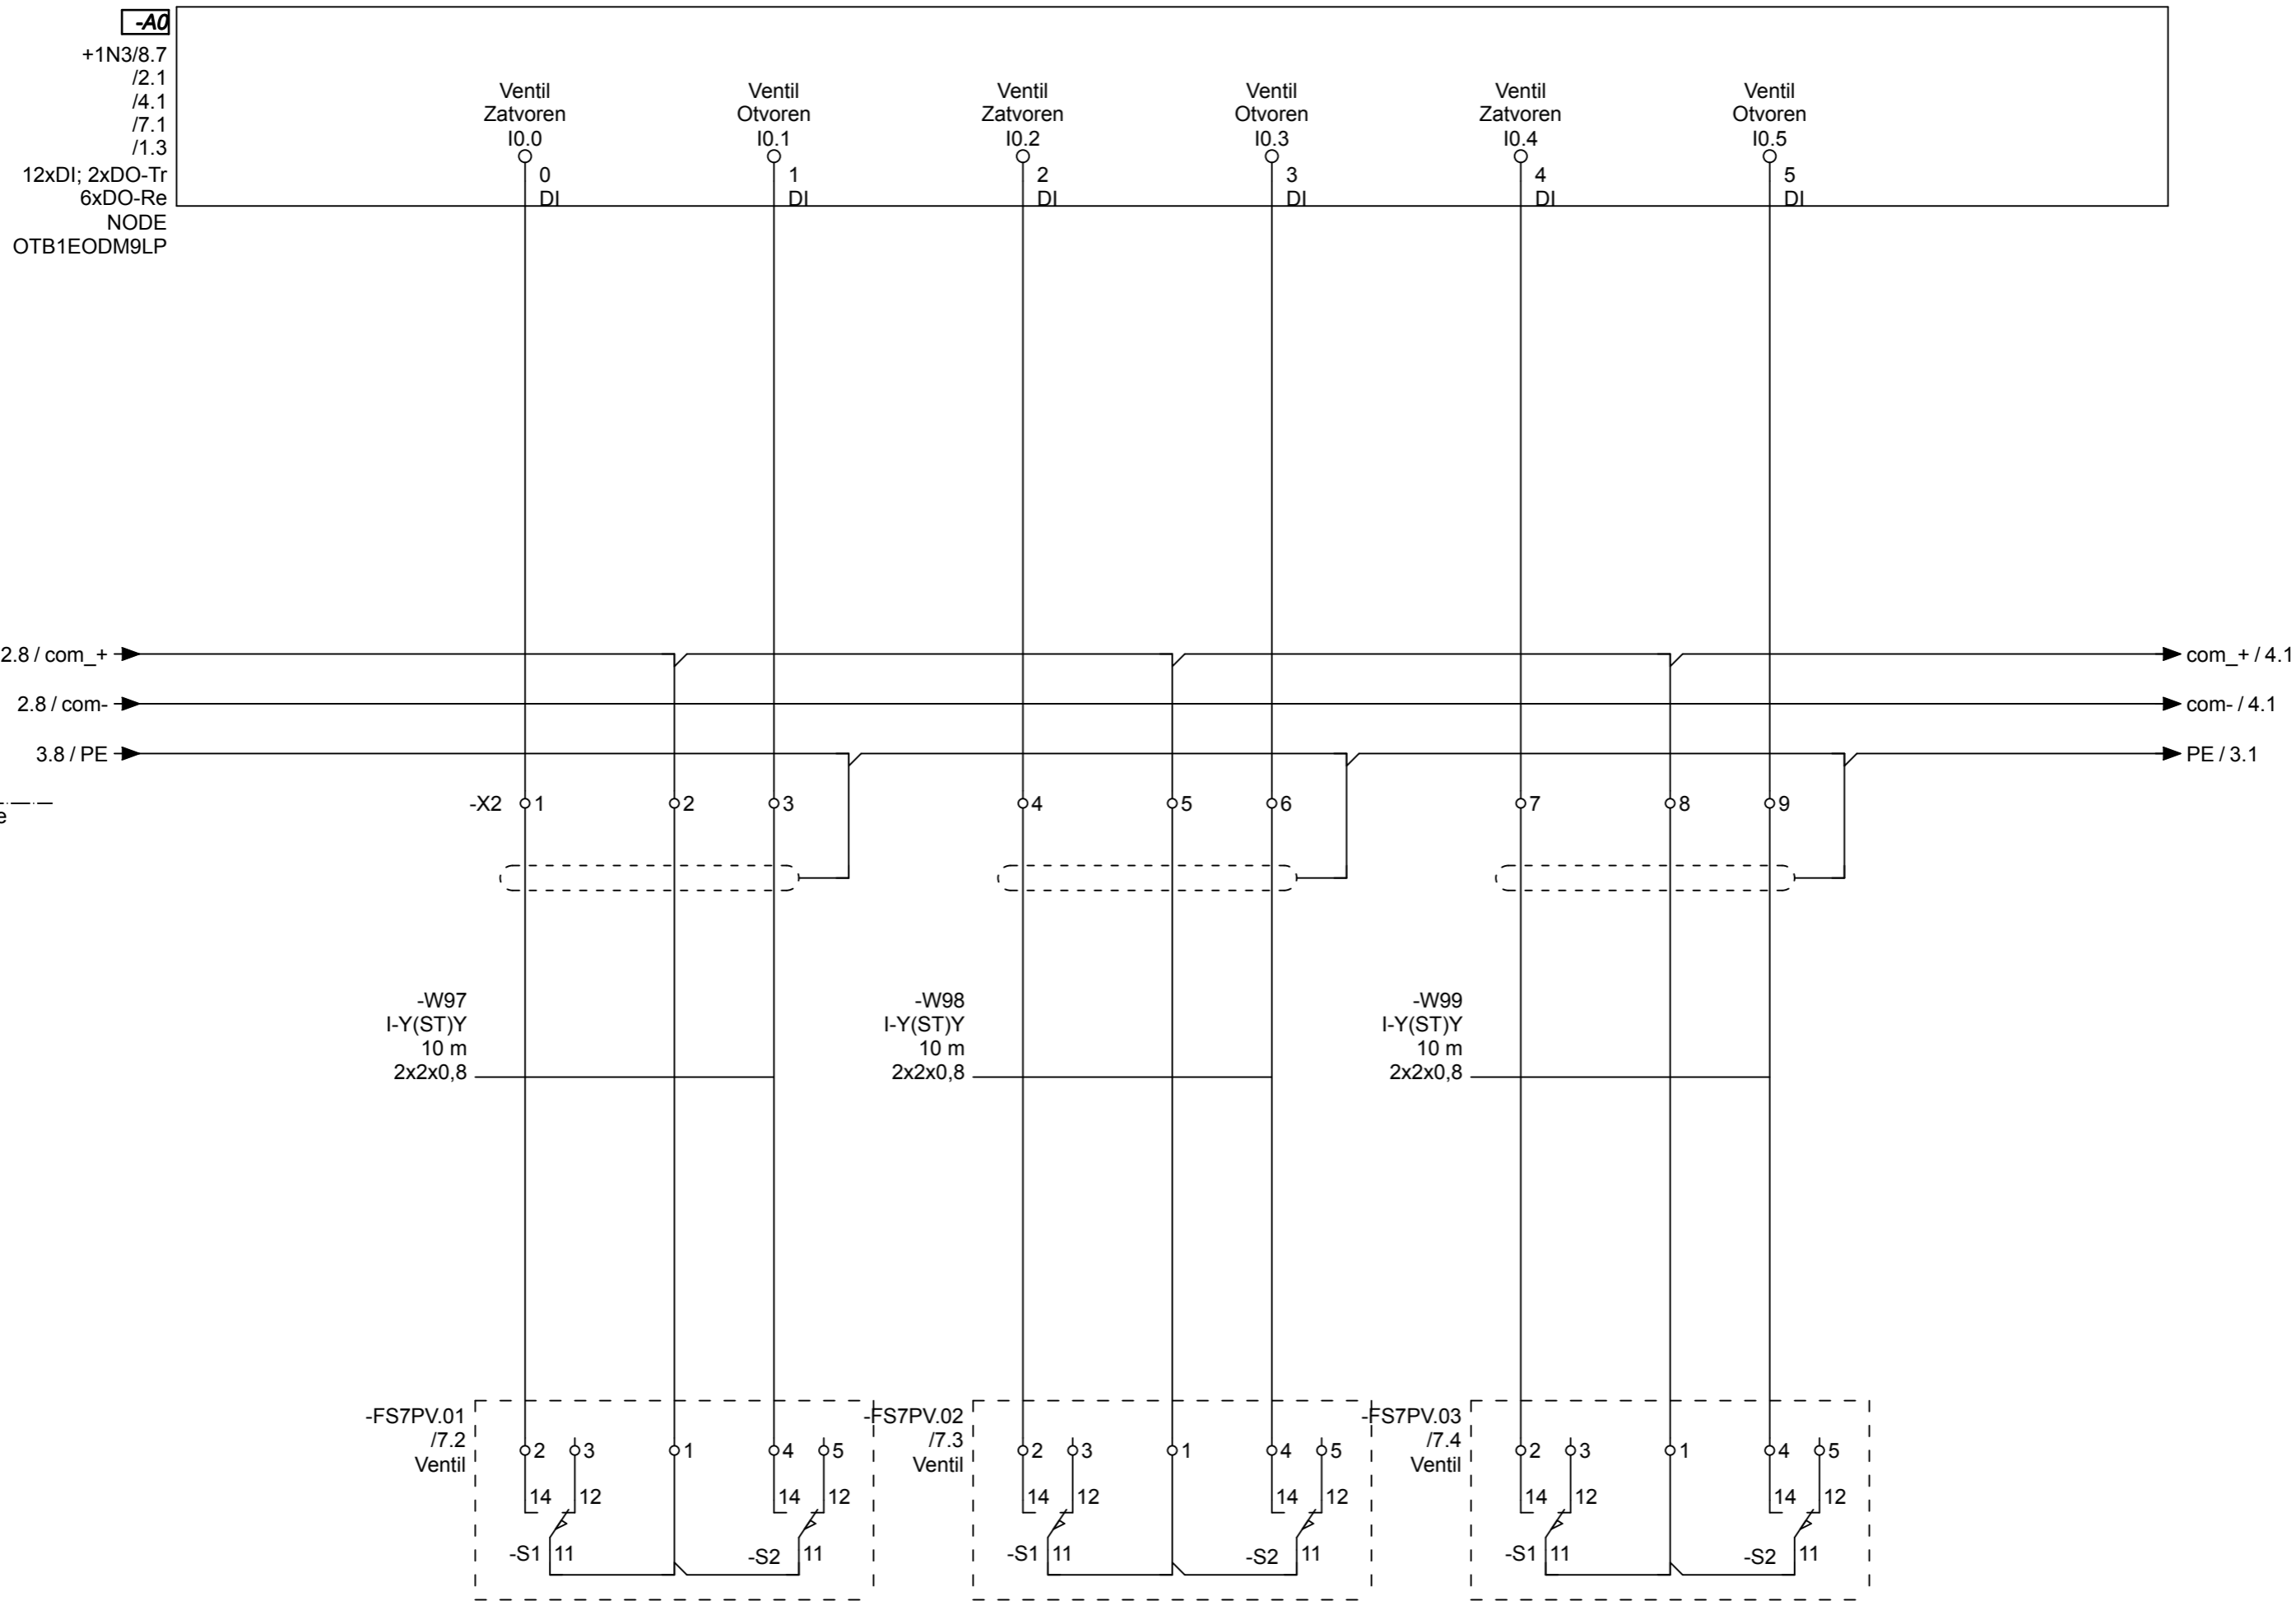 -A0
+1N3/8.7
/2.1
/4.1
/7.1
/1.3
12xDI; 2xDO-Tr
6xDO-Re
NODE
OTB1EODM9LP
Ventil Ventil Ventil Ventil Ventil Ventil
Zatvoren Otvoren Zatvoren Otvoren Zatvoren Otvoren
I0.0 I0.1 I0.2 I0.3 I0.4 I0.5
0 1 2 3 4 5
DI DI DI DI DI DI
2.8 / com_+ com_+ / 4.1
2.8 / com- com- / 4.1
3.8 / PE PE / 3.1
e
-X2 1 2 3 4 5 6 7 8 9
-W97
I-Y(ST)Y
10 m
2x2x0,8
-W98
I-Y(ST)Y
10 m
2x2x0,8
-W99
I-Y(ST)Y
10 m
2x2x0,8
-FS7PV.01
/7.2
Ventil
2 3 1 4 5
14 12 14 12
-S1 11 -S2 11
-FS7PV.02
/7.3
Ventil
2 3 1 4 5
14 12 14 12
-S1 11 -S2 11
-FS7PV.03
/7.4
Ventil
2 3 1 4 5
14 12 14 12
-S1 11 -S2 11